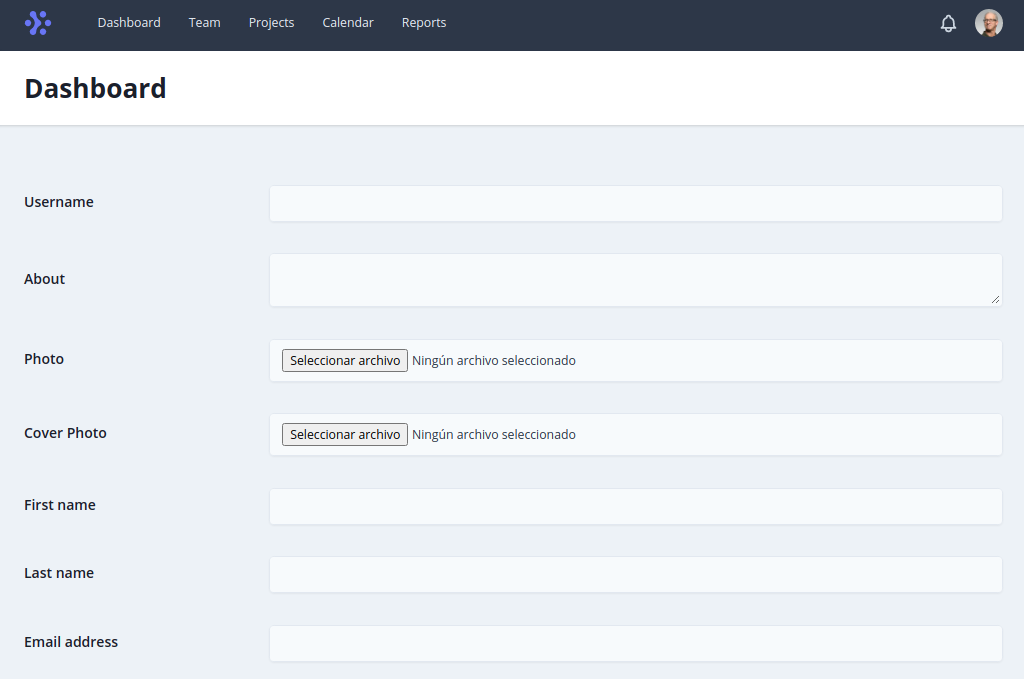 Dashboard Team Projects Calendar Reports
Dashboard
Username
About
Photo Seleccionar archivo Ningún archivo seleccionado
Cover Photo Seleccionar archivo Ningún archivo seleccionado
First name
Last name
Email address